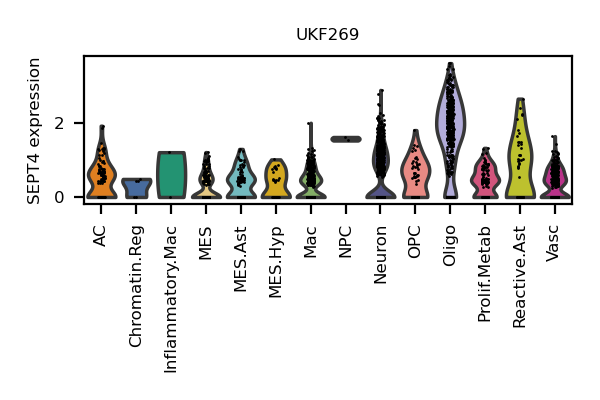 UKF269
SEPT4 expression
2
0
AC
Chromatin.Reg
Inflammatory.Mac
MES
MES.Ast
MES.Hyp
Mac
NPC
Neuron
OPC
Oligo
Prolif.Metab
Reactive.Ast
Vasc